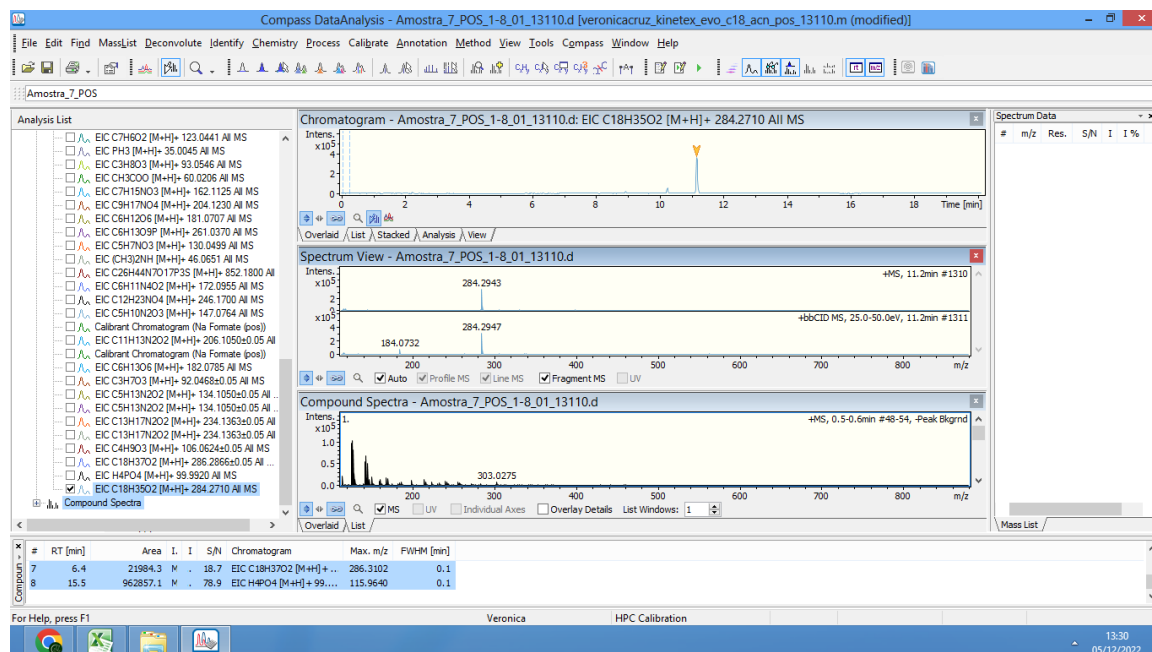 Compass DataAnalysis - Amostra_7_POS_1-8_01_13110.d [veronicacruz_kinetex_evo_c18_acn_pos_13110.m (modified)]
File Edit Find MassList Deconvolute Identify Chemistry Process Calibrate Annotation Method View Tools Compass Window Help
Amostra_7_POS
Analysis List
EIC C7H6O2 [M+H]+ 123.0441 All MS
EIC PH3 [M+H]+ 35.0045 All MS
EIC C3H8O3 [M+H]+ 93.0546 All MS
EIC CH3COO [M+H]+ 60.0206 All MS
EIC C7H15NO3 [M+H]+ 162.1125 All MS
EIC C9H17NO4 [M+H]+ 204.1230 All MS
EIC C6H12O6 [M+H]+ 181.0707 All MS
EIC C6H13O9P [M+H]+ 261.0370 All MS
EIC C5H7NO3 [M+H]+ 130.0499 All MS
EIC (CH3)2NH [M+H]+ 46.0651 All MS
EIC C26H44N7O17P3S [M+H]+ 852.1800 All
EIC C6H11N4O2 [M+H]+ 172.0955 All MS
EIC C12H23NO4 [M+H]+ 246.1700 All MS
EIC C5H10N2O3 [M+H]+ 147.0764 All MS
Calibrant Chromatogram (Na Formate (pos))
EIC C11H13N2O2 [M+H]+ 206.1050±0.05 All
Calibrant Chromatogram (Na Formate (pos))
EIC C6H13O6 [M+H]+ 182.0785 All MS
EIC C3H7O3 [M+H]+ 92.0468±0.05 All MS
EIC C5H13N2O2 [M+H]+ 134.1050±0.05 All ..
EIC C5H13N2O2 [M+H]+ 134.1050±0.05 All ..
EIC C13H17N2O2 [M+H]+ 234.1363±0.05 All
EIC C13H17N2O2 [M+H]+ 234.1363±0.05 All
EIC C4H9O3 [M+H]+ 106.0624±0.05 All MS
EIC C18H37O2 [M+H]+ 286.2866±0.05 All ...
EIC H4PO4 [M+H]+ 99.9920 All MS
EIC C18H35O2 [M+H]+ 284.2710 All MS
Compound Spectra
Chromatogram - Amostra_7_POS_1-8_01_13110.d: EIC C18H35O2 [M+H]+ 284.2710 All MS
Intens.
x10⁵
4
2
0
0 2 4 6 8 10 12 14 16 18 Time [min]
Overlaid List Stacked Analysis View
Spectrum View - Amostra_7_POS_1-8_01_13110.d
Intens.
x10⁵
2
0
284.2943
+MS, 11.2min #1310
x10⁵
4
2
0
284.2947
184.0732
+bbCID MS, 25.0-50.0eV, 11.2min #1311
200 300 400 500 600 700 800 m/z
Auto Profile MS Line MS Fragment MS UV
Compound Spectra - Amostra_7_POS_1-8_01_13110.d
Intens.
x10⁵
1.
1.0
0.5
0.0
303.0275
+MS, 0.5-0.6min #48-54, -Peak Bkgrnd
200 300 400 500 600 700 800 m/z
MS UV Individual Axes Overlay Details List Windows: 1
Overlaid List
Spectrum Data
# m/z Res. S/N I I %
Mass List
Compoun
# RT [min] Area I. I S/N Chromatogram Max. m/z FWHM [min]
7 6.4 21984.3 M . 18.7 EIC C18H37O2 [M+H]+ ... 286.3102 0.1
8 15.5 962857.1 M . 78.9 EIC H4PO4 [M+H]+ 99.... 115.9640 0.1
For Help, press F1
Veronica
HPC Calibration
13:30
05/12/2022